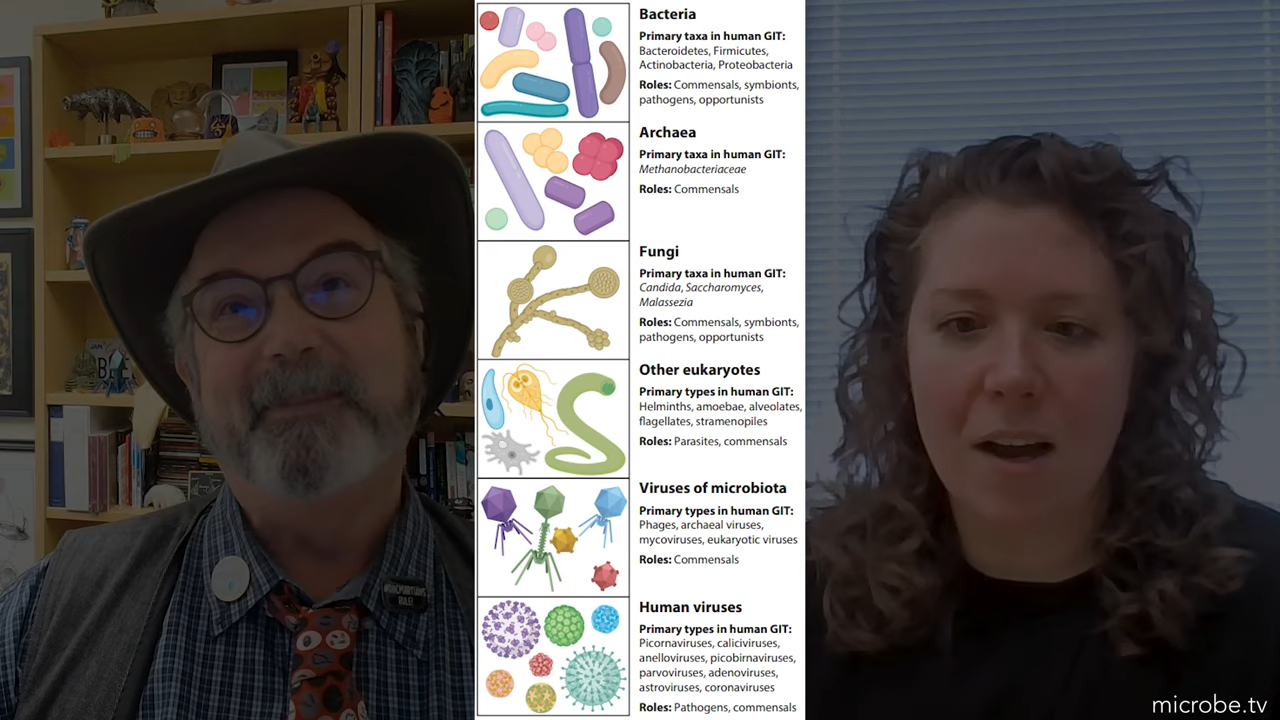 Bacteria
Primary taxa in human GIT:
Bacteroidetes, Firmicutes,
Actinobacteria, Proteobacteria
Roles: Commensals, symbionts,
pathogens, opportunists
Archaea
Primary taxa in human GIT:
Methanobacteriaceae
Roles: Commensals
Fungi
Primary taxa in human GIT:
Candida, Saccharomyces,
Malassezia
Roles: Commensals, symbionts,
pathogens, opportunists
Other eukaryotes
Primary types in human GIT:
Helminths, amoebae, alveolates,
flagellates, stramenopiles
Roles: Parasites, commensals
Viruses of microbiota
Primary types in human GIT:
Phages, archaeal viruses,
mycoviruses, eukaryotic viruses
Roles: Commensals
Human viruses
Primary types in human GIT:
Picornaviruses, caliciviruses,
anelloviruses, picobirnaviruses,
parvoviruses, adenoviruses,
astroviruses, coronaviruses
Roles: Pathogens, commensals
JAN
microbe.tv